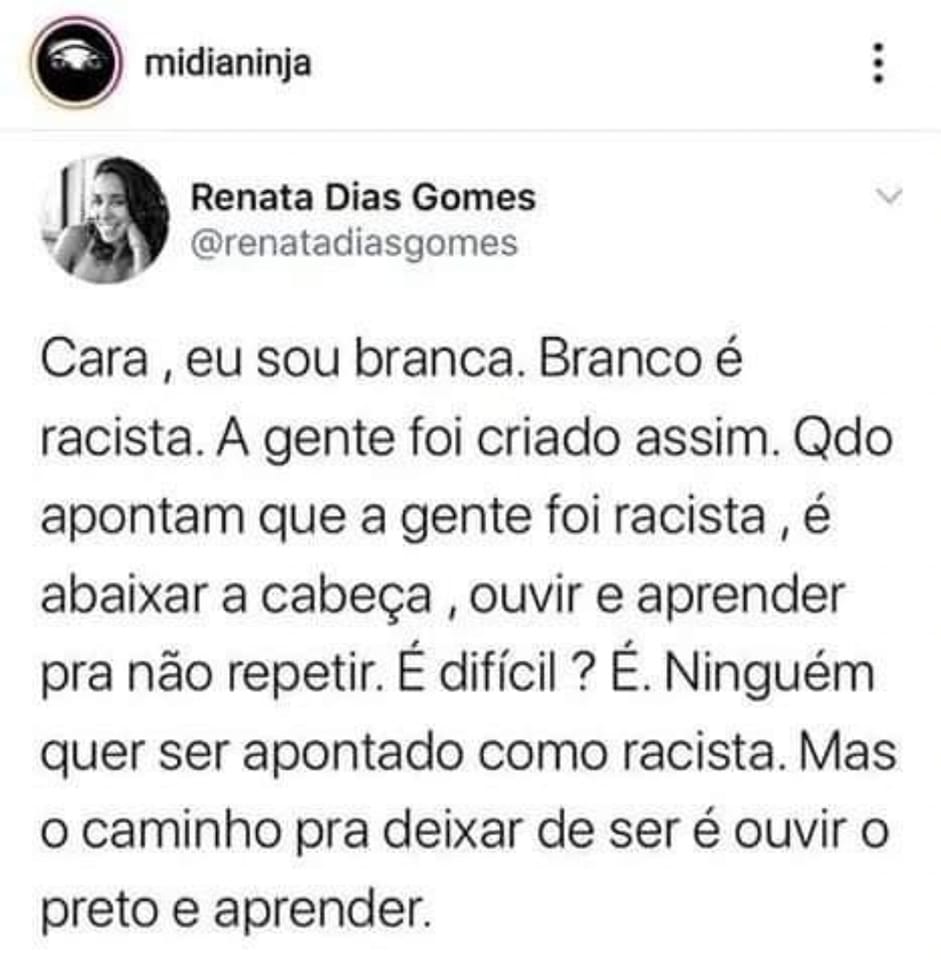 midianinja
Renata Dias Gomes
@renatadiasgomes
Cara , eu sou branca. Branco é
racista. A gente foi criado assim. Qdo
apontam que a gente foi racista , é
abaixar a cabeça , ouvir e aprender
pra não repetir. É difícil ? É. Ninguém
quer ser apontado como racista. Mas
o caminho pra deixar de ser é ouvir o
preto e aprender.